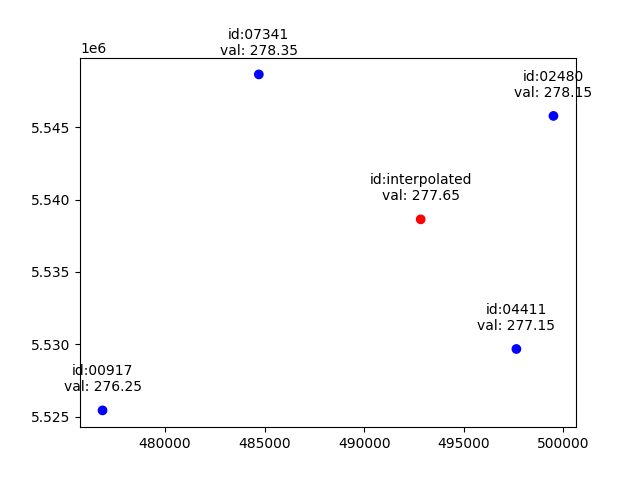 id:07341
val: 278.35
1e6
id:02480
val: 278.15
5.545
id:interpolated
val: 277.65
5.540
5.535
id:04411
val: 277.15
5.530
id:00917
val: 276.25
5.525
480000
485000
490000
495000
500000